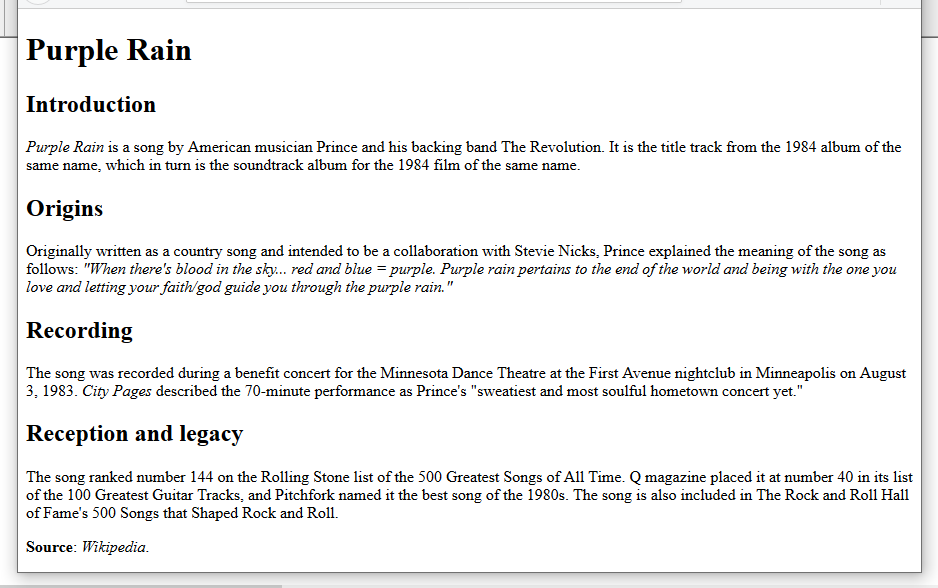 Purple Rain
Introduction
Purple Rain is a song by American musician Prince and his backing band The Revolution. It is the title track from the 1984 album of the
same name, which in turn is the soundtrack album for the 1984 film of the same name.
Origins
Originally written as a country song and intended to be a collaboration with Stevie Nicks, Prince explained the meaning of the song as
follows: "When there's blood in the sky... red and blue = purple. Purple rain pertains to the end of the world and being with the one you
love and letting your faith/god guide you through the purple rain."
Recording
The song was recorded during a benefit concert for the Minnesota Dance Theatre at the First Avenue nightclub in Minneapolis on August
3, 1983. City Pages described the 70-minute performance as Prince's "sweatiest and most soulful hometown concert yet."
Reception and legacy
The song ranked number 144 on the Rolling Stone list of the 500 Greatest Songs of All Time. Q magazine placed it at number 40 in its list
of the 100 Greatest Guitar Tracks, and Pitchfork named it the best song of the 1980s. The song is also included in The Rock and Roll Hall
of Fame's 500 Songs that Shaped Rock and Roll.
Source: Wikipedia.